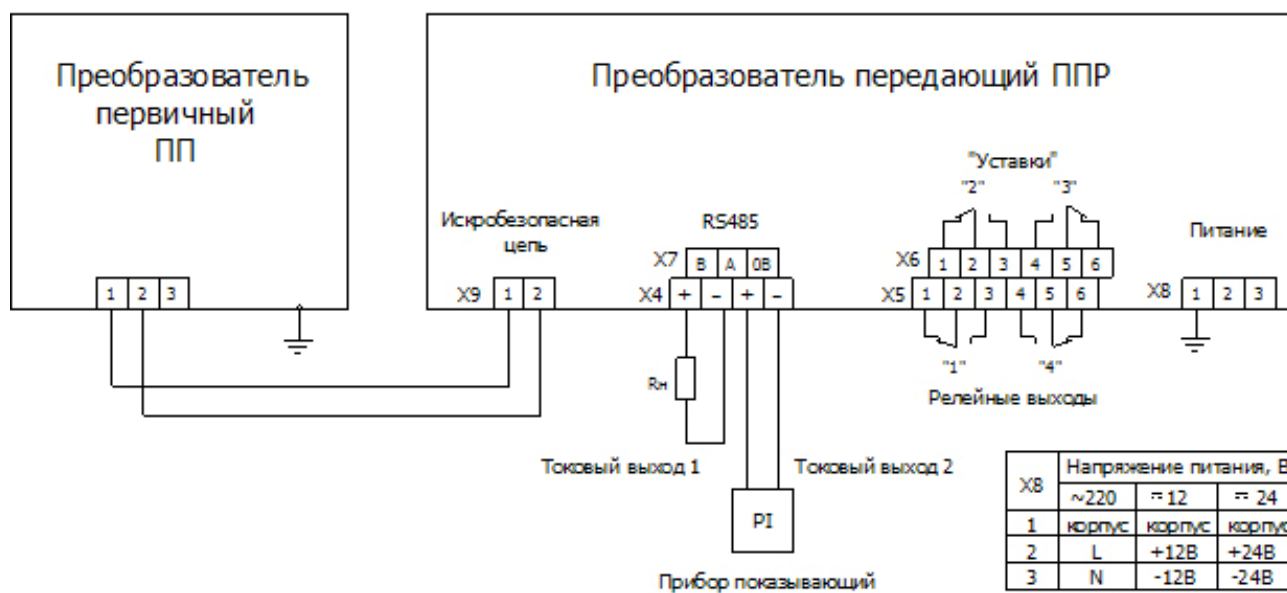 Преобразователь
первичный
ПП
Преобразователь передающий ППР
"Уставки"
"2" "3"
Искробезопасная
цепь
RS485
Питание
X7 B A 0B
X6 1 2 3 4 5 6
1 2 3
X9 1 2
X4 + - + -
X5 1 2 3 4 5 6
X8 1 2 3
"1" "4"
Rн
Релейные выходы
Токовый выход 1
Токовый выход 2
PI
Прибор показывающий
X8 Напряжение питания, В
~220 =12 = 24
1 корпус корпус корпус
2 L +12В +24В
3 N -12В -24В